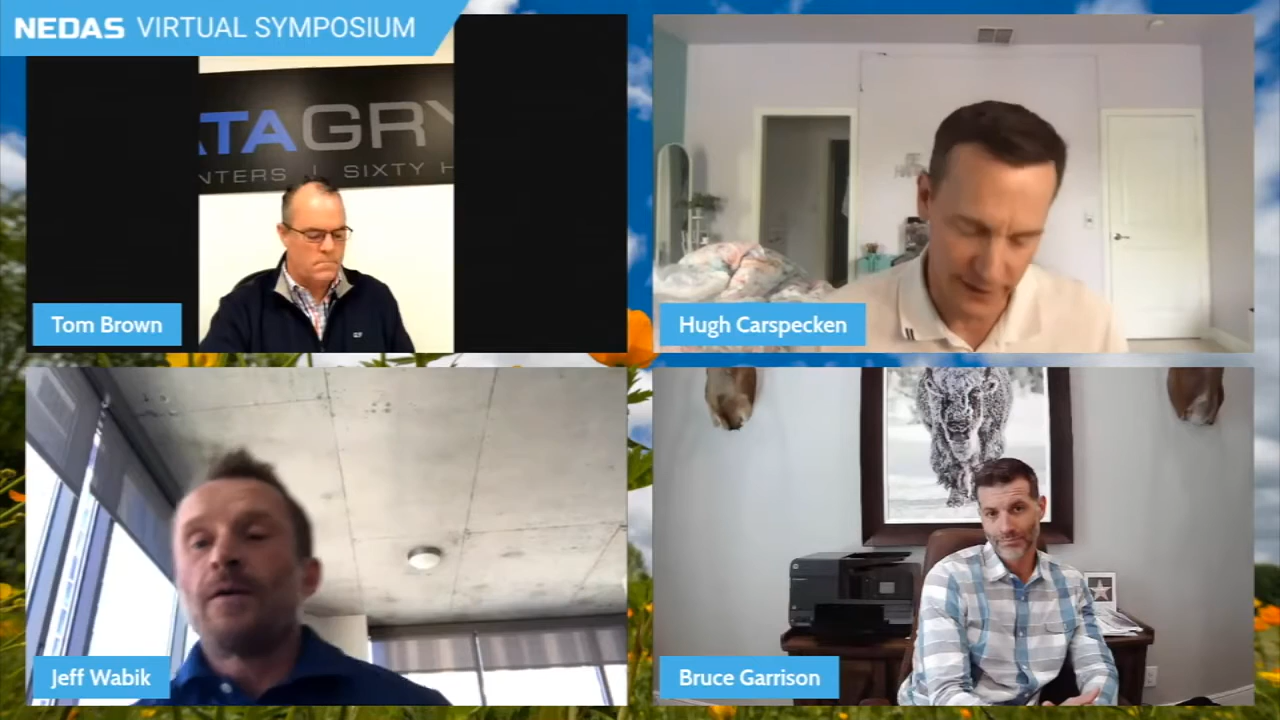 NEDAS VIRTUAL SYMPOSIUM
ATAGRY
NTERS | SIXTY H
Tom Brown
Hugh Carspecken
Jeff Wabik
Bruce Garrison